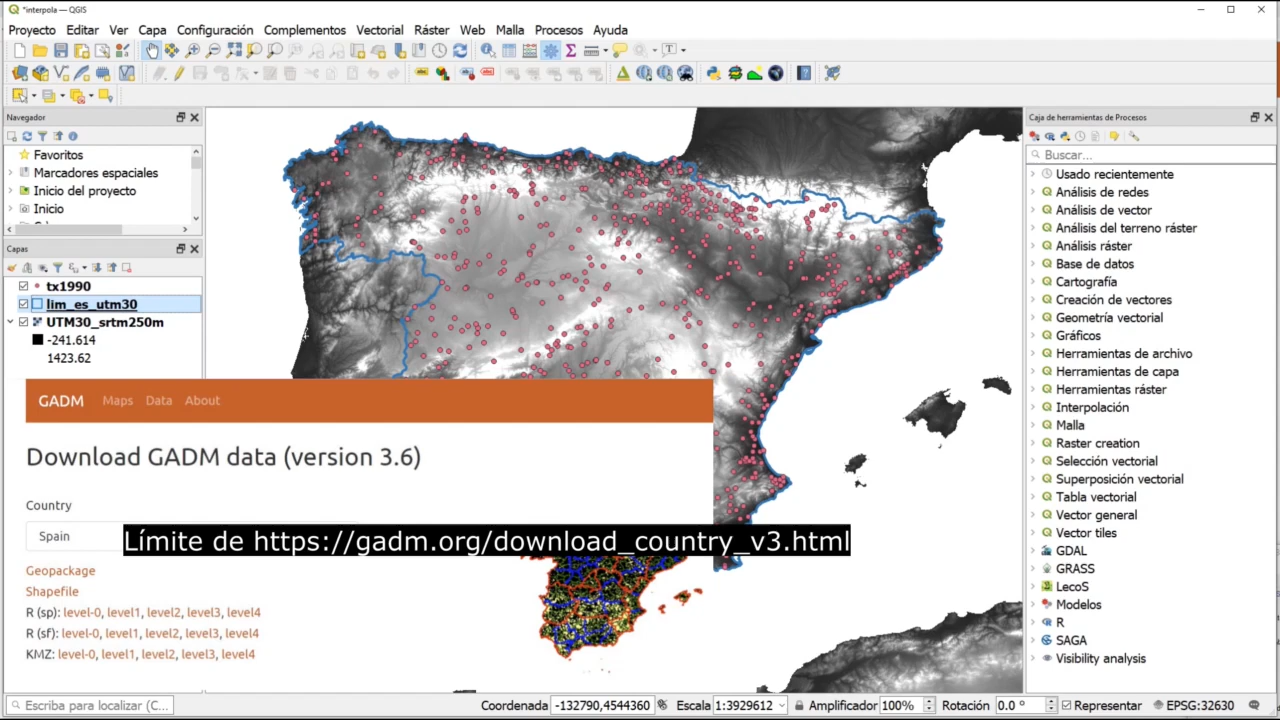 *interpola — QGIS
Proyecto Editar Ver Capa Configuración Complementos Vectorial Ráster Web Malla Procesos Ayuda
Navegador
Favoritos
Marcadores espaciales
Inicio del proyecto
Inicio
Capas
tx1990
lim_es_utm30
UTM30_srtm250m
-241.614
1423.62
GADM Maps Data About
Download GADM data (version 3.6)
Country
Spain
Límite de https://gadm.org/download_country_v3.html
Geopackage
Shapefile
R (sp): level-0, level1, level2, level3, level4
R (sf): level-0, level1, level2, level3, level4
KMZ: level-0, level1, level2, level3, level4
Caja de herramientas de Procesos
Buscar...
Usado recientemente
Análisis de redes
Análisis de vector
Análisis del terreno ráster
Análisis ráster
Base de datos
Cartografía
Creación de vectores
Geometría vectorial
Gráficos
Herramientas de archivo
Herramientas de capa
Herramientas ráster
Interpolación
Malla
Raster creation
Selección vectorial
Superposición vectorial
Tabla vectorial
Vector general
Vector tiles
GDAL
GRASS
LecoS
Modelos
R
SAGA
Visibility analysis
Escriba para localizar (C... Coordenada -132790,4544360 Escala 1:3929612 Amplificador 100% Rotación 0.0 ° Representar EPSG:32630